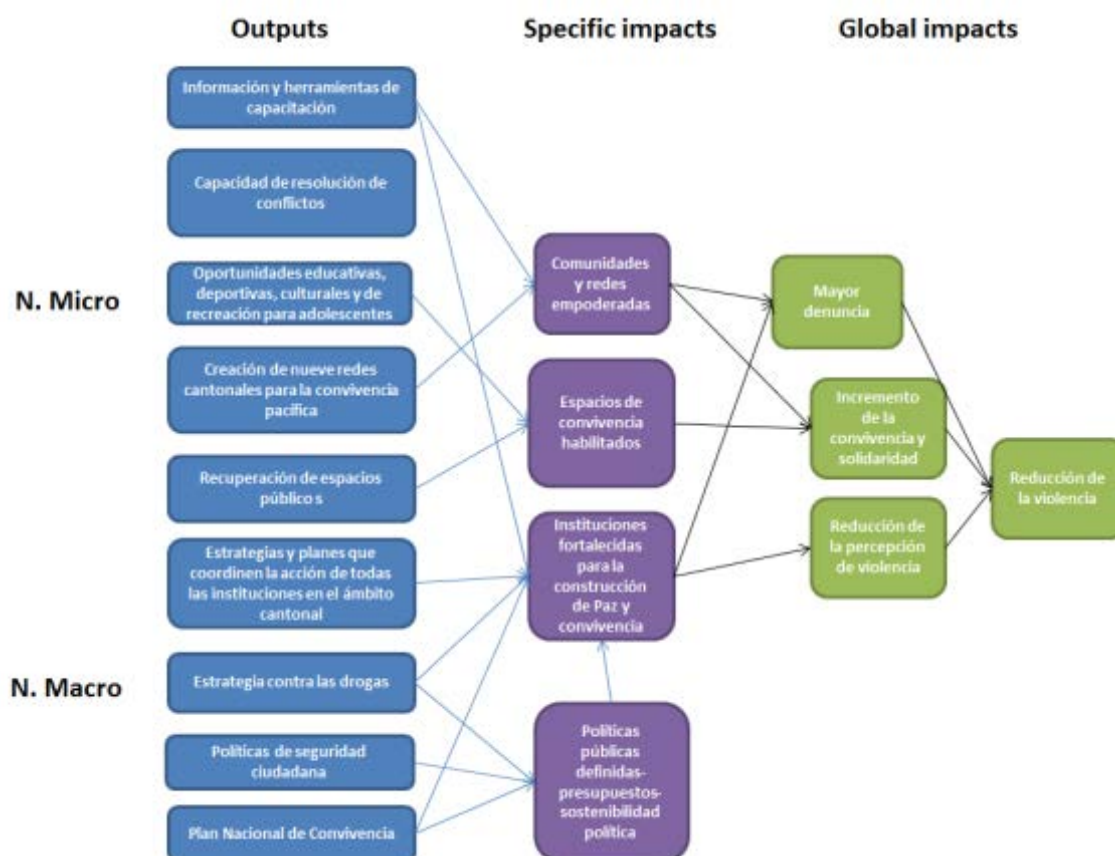 Outputs
Specific impacts
Global impacts
N. Micro
N. Macro
Información y herramientas de
capacitación
Capacidad de resolución de
conflictos
Oportunidades educativas,
deportivas, culturales y de
recreación para adolescentes
Creación de nueve redes
cantonales para la convivencia
pacífica
Recuperación de espacios
público s
Estrategias y planes que
coordinen la acción de todas
las instituciones en el ámbito
cantonal
Estrategia contra las drogas
Políticas de seguridad
ciudadana
Plan Nacional de Convivencia
Comunidades
y redes
empoderadas
Espacios de
convivencia
habilitados
Instituciones
fortalecidas
para la
construcción
de Paz y
convivencia
Políticas
públicas
definidas-
presupuestos-
sostenibilidad
política
Mayor
denuncia
Incremento
de la
convivencia y
solidaridad
Reducción de
la percepción
de violencia
Reducción de
la violencia